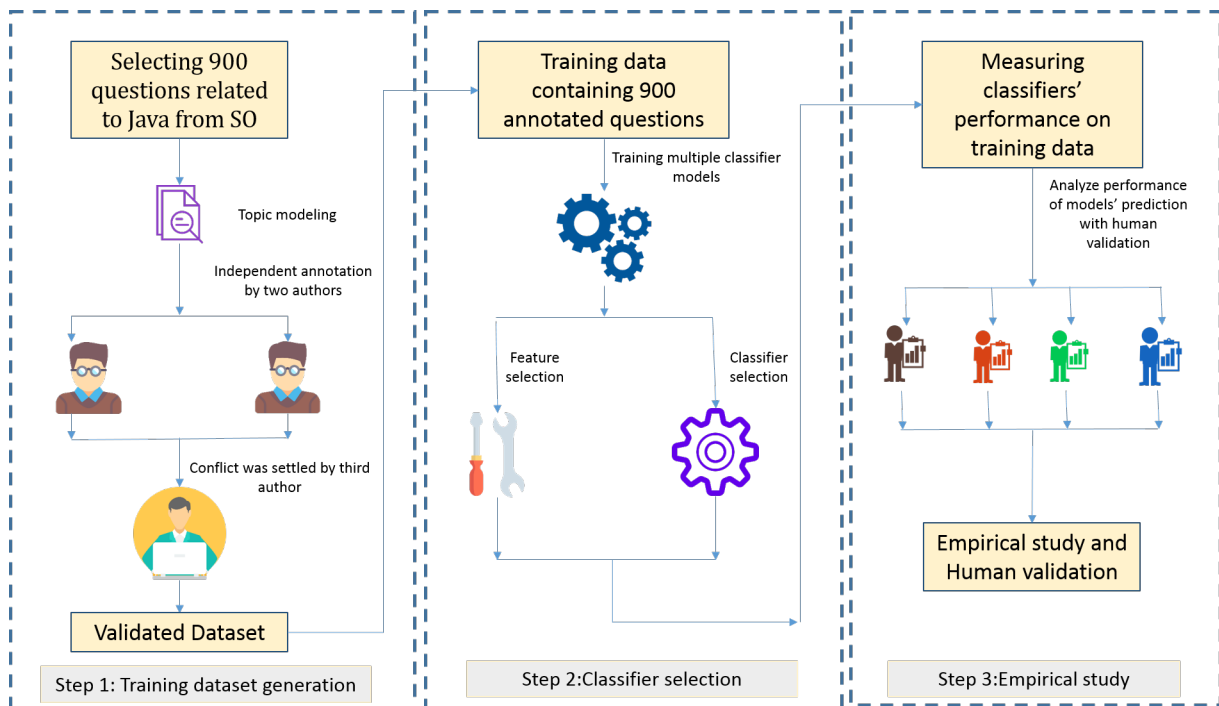 Selecting 900
questions related
to Java from SO
Topic modeling
Independent annotation
by two authors
Conflict was settled by third
author
Validated Dataset
Step 1: Training dataset generation
Training data
containing 900
annotated questions
Training multiple classifier
models
Feature
selection
Classifier
selection
Step 2:Classifier selection
Measuring
classifiers’
performance on
training data
Analyze performance
of models’ prediction
with human
validation
Empirical study and
Human validation
Step 3:Empirical study